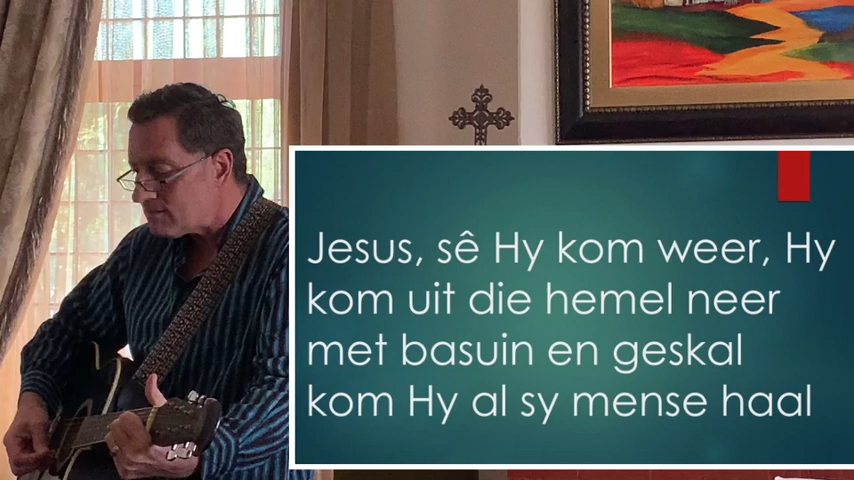 Jesus, sê Hy kom weer, Hy
kom uit die hemel neer
met basuin en geskal
kom Hy al sy mense haal